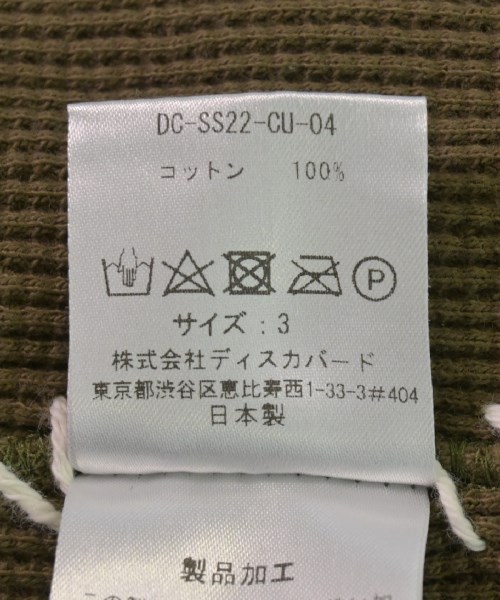 DC-SS22-CU-04
コットン 100%
P
サイズ : 3
株式会社ディスカバード
東京都渋谷区恵比寿西1-33-3#404
日本製
製品加工